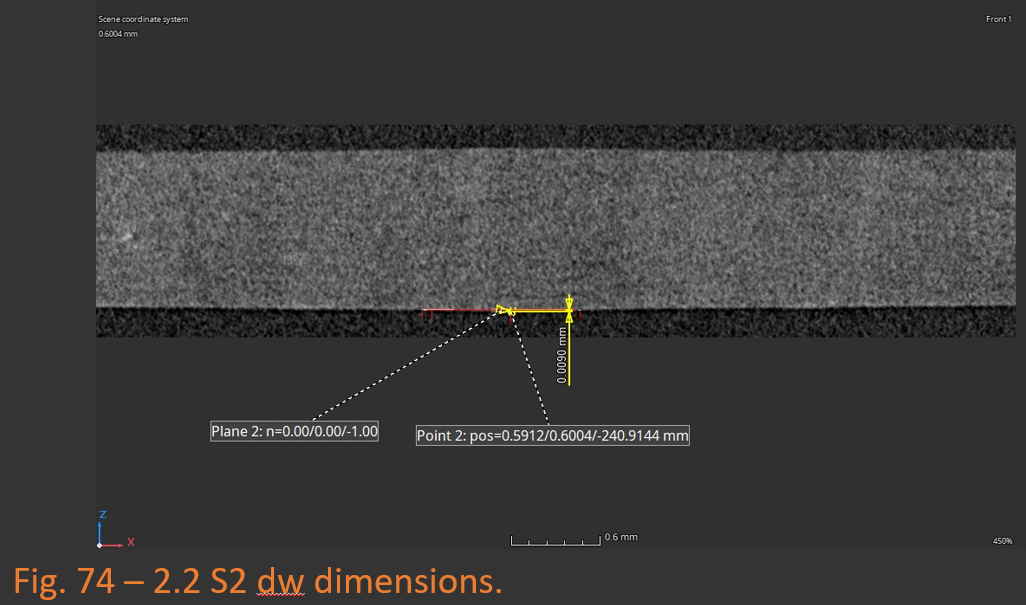 Scene coordinate system
0.6004 mm
Front 1
0.0090 mm
Plane 2: n=0.00/0.00/-1.00
Point 2: pos=0.5912/0.6004/-240.9144 mm
Z
X
0.6 mm
450%
Fig. 74 – 2.2 S2 dw dimensions.